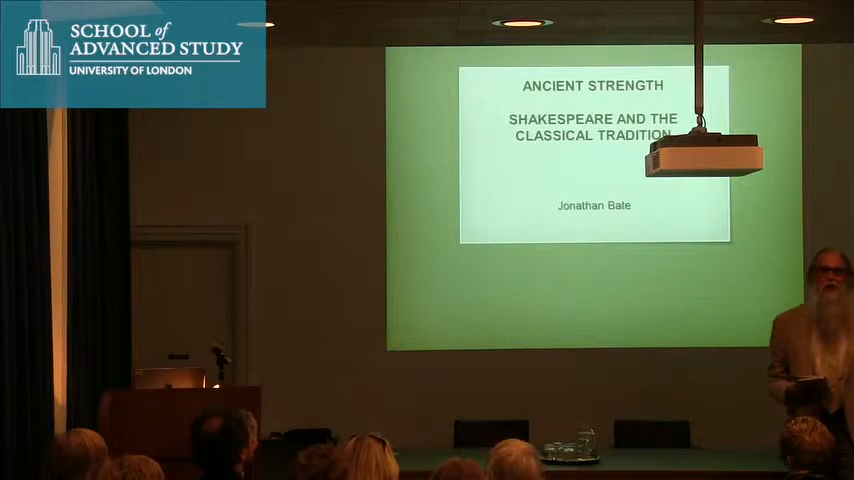 SCHOOL of
ADVANCED STUDY
UNIVERSITY OF LONDON
ANCIENT STRENGTH
SHAKESPEARE AND THE
CLASSICAL TRADITION
Jonathan Bate